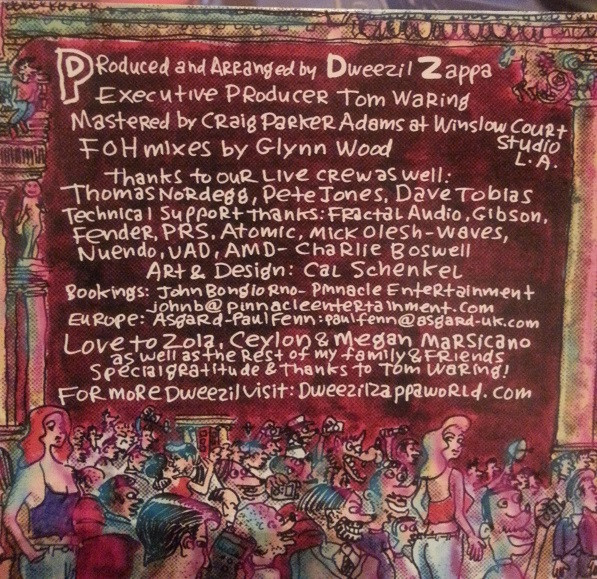 Produced and Arranged by Dweezil Zappa
Executive Producer Tom Waring
Mastered by Craig Parker Adams at Winslow Court
Studio
L.A.
FOH mixes by Glynn Wood
Thanks to our Live crew as well:
Thomas Nordegg, Pete Jones, Dave Tobias
Technical Support thanks: Fractal Audio, Gibson,
Fender, PRS, Atomic, Mick Olesh-Waves,
Nuendo, UAD, AMD- Charlie Boswell
Art & Design: Cal Schenkel
Bookings: John Bongiorno- Pinnacle Entertainment
johnb@pinnacleentertainment.com
Europe: Asgard-Paul Fenn: paulfenn@asgard-uk.com
Love to Zola, Ceylon & Megan Marsicano
as well as the Rest of my family & Friends
Special gratitude & thanks to Tom Waring!
For more Dweezil visit: Dweezilzappaworld.com